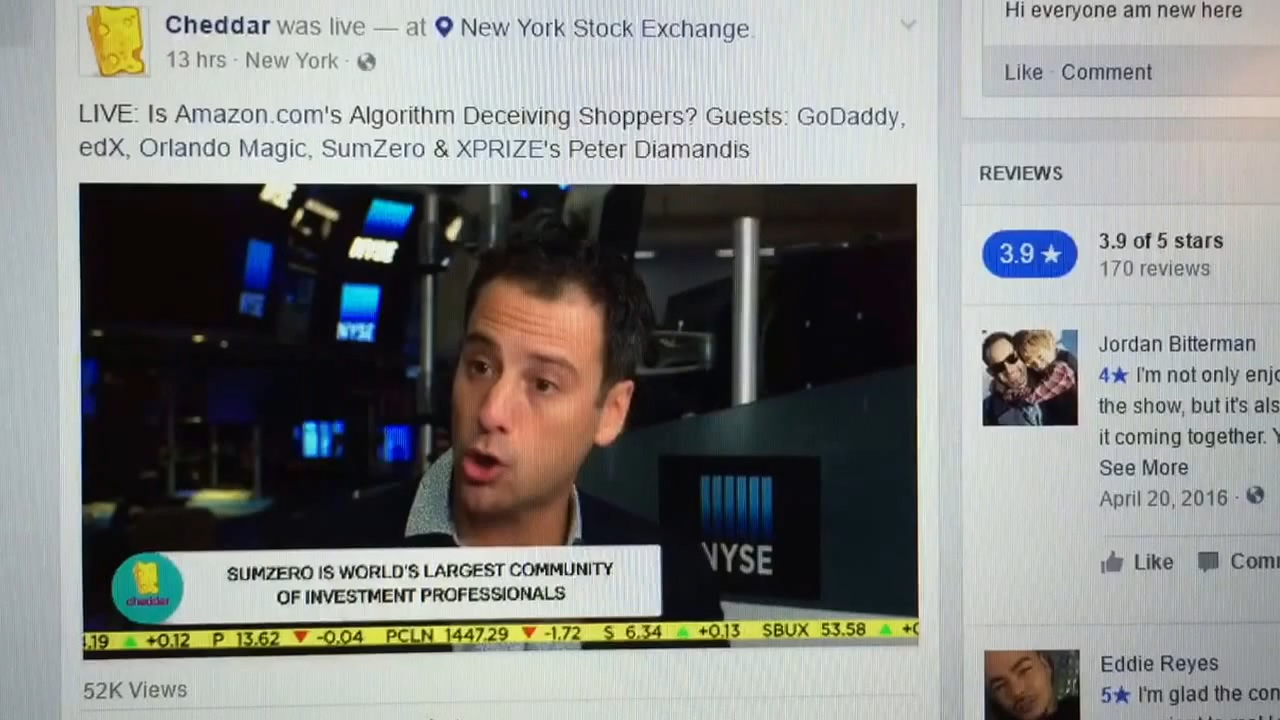 Cheddar was live — at New York Stock Exchange.
13 hrs · New York ·
LIVE: Is Amazon.com's Algorithm Deceiving Shoppers? Guests: GoDaddy,
edX, Orlando Magic, SumZero & XPRIZE's Peter Diamandis
NYSE
NYSE
NYSE
cheddar
SUMZERO IS WORLD'S LARGEST COMMUNITY
OF INVESTMENT PROFESSIONALS
.19 +0.12 P 13.62 -0.04 PCLN 1447.29 -1.72 S 6.34 +0.13 SBUX 53.58
52K Views
Hi everyone am new here
Like · Comment
REVIEWS
3.9 ★
3.9 of 5 stars
170 reviews
Jordan Bitterman
4★ I'm not only enjo
the show, but it's als
it coming together. Y
See More
April 20, 2016 ·
Like Com
Eddie Reyes
5★ I'm glad the con